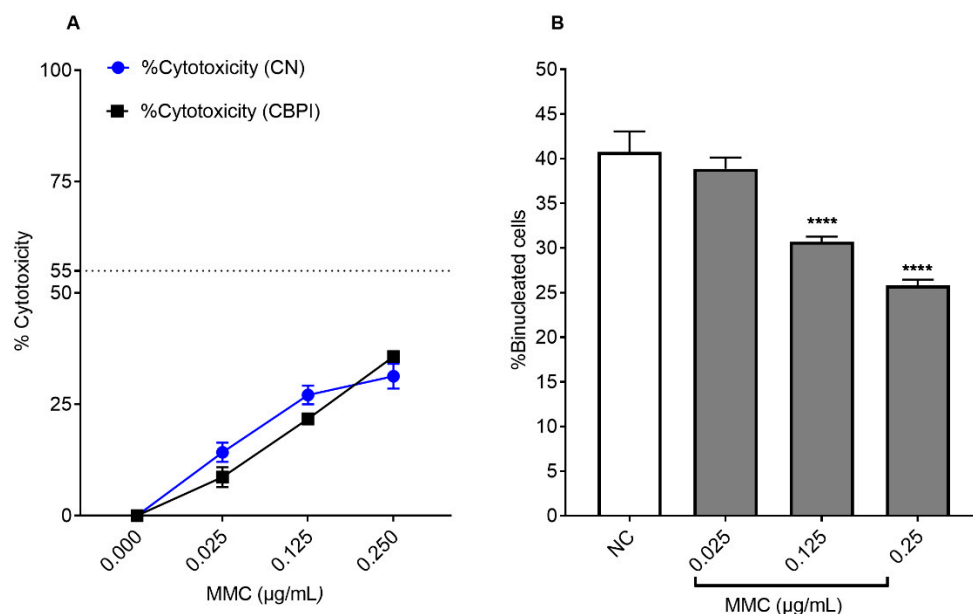 A
%Cytotoxicity (CN)
%Cytotoxicity (CBPI)
100
75
55
50
25
0
% Cytotoxicity
0.000
0.025
0.125
0.250
MMC (µg/mL)
B
50
45
40
35
30
25
20
15
10
5
0
%Binucleated cells
****
****
NC
0.025
0.125
0.25
MMC (µg/mL)